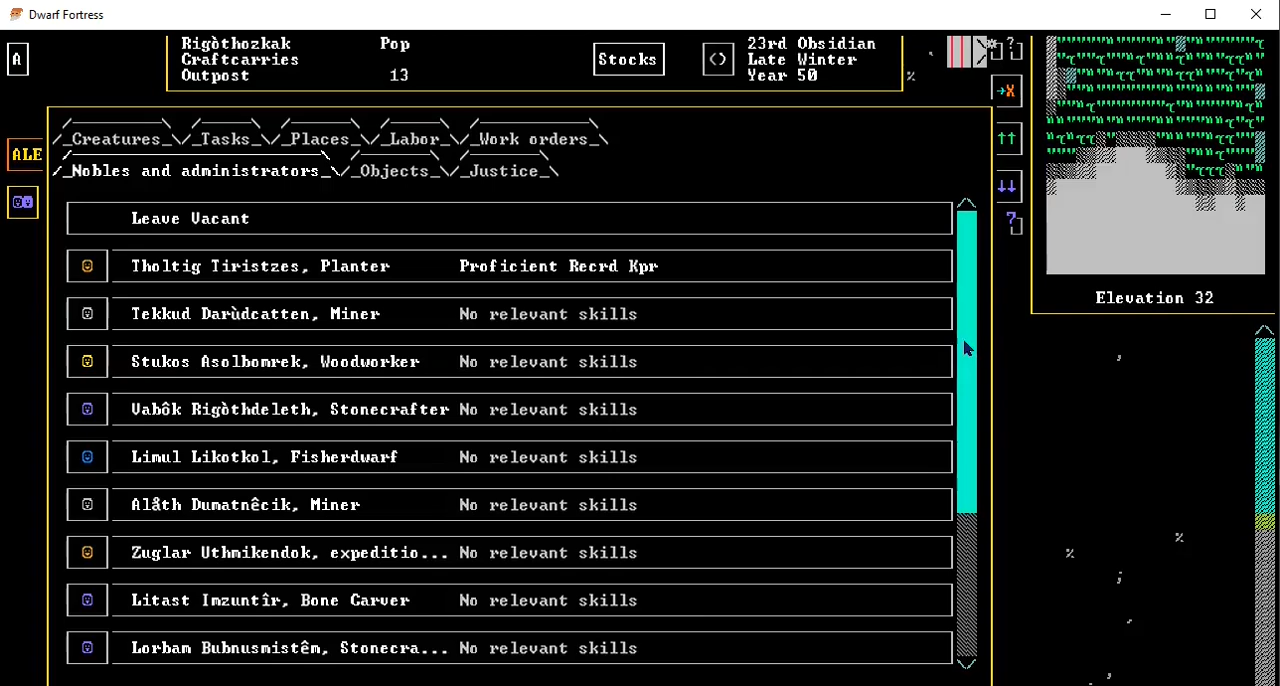 Dwarf Fortress
A
Rigòthozkak Pop
Craftcarries
Outpost 13
Stocks
23rd Obsidian
Late Winter
Year 50
Creatures Tasks Places Labor Work orders
Nobles and administrators Objects Justice
ALE
Leave Vacant
Tholtig Tiristzes, Planter Proficient Recrd Kpr
Tekkud Darùdcatten, Miner No relevant skills
Stukos Asolbomrek, Woodworker No relevant skills
Vabôk Rigòthdeleth, Stonecrafter No relevant skills
Limul Likotkol, Fisherdwarf No relevant skills
Alåth Dumatnêcik, Miner No relevant skills
Zuglar Uthmikendok, expeditio... No relevant skills
Litast Imzuntîr, Bone Carver No relevant skills
Lorbam Bubnusmistêm, Stonecra... No relevant skills
Elevation 32